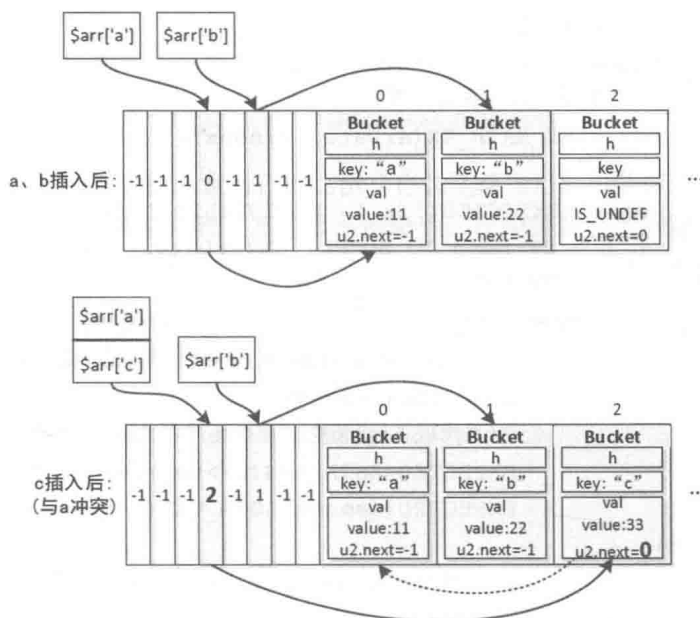 $arr['a']
$arr['b']
0
1
2
a、b插入后:
-1
-1
-1
0
-1
1
-1
-1
Bucket
h
key: “a”
val
value:11
u2.next=-1
Bucket
h
key: “b”
val
value:22
u2.next=-1
Bucket
h
key
val
IS_UNDEF
u2.next=0
...
$arr['a']
$arr['c']
$arr['b']
0
1
2
c插入后:
(与a冲突)
-1
-1
-1
2
-1
1
-1
-1
Bucket
h
key: “a”
val
value:11
u2.next=-1
Bucket
h
key: “b”
val
value:22
u2.next=-1
Bucket
h
key: “c”
val
value:33
u2.next=0
...